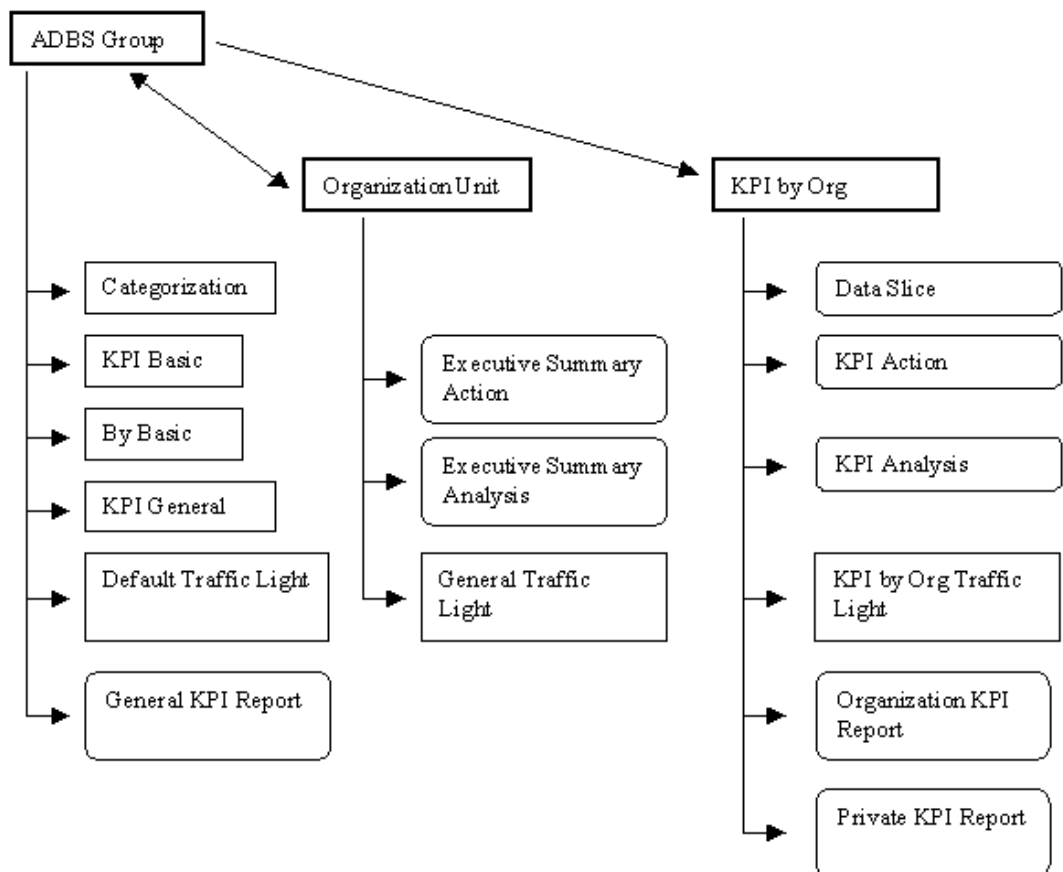 ADBS Group
Organization Unit
KPI by Org
Categorization
KPI Basic
By Basic
KPI General
Default Traffic Light
General KPI Report
Executive Summary
Action
Executive Summary
Analysis
General Traffic
Light
Data Slice
KPI Action
KPI Analysis
KPI by Org Traffic
Light
Organization KPI
Report
Private KPI Report